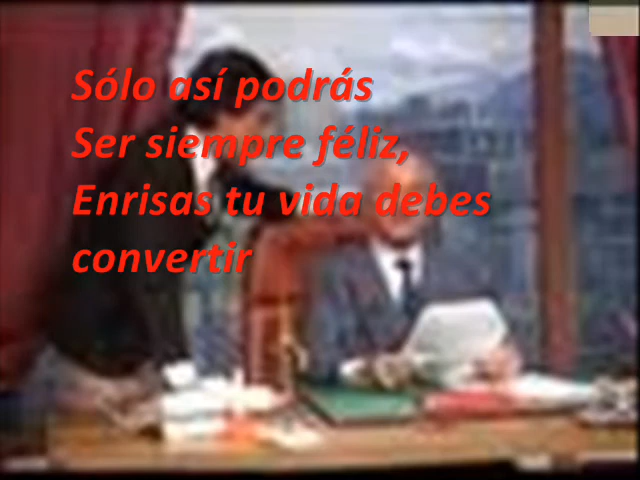 Sólo así podrás
Ser siempre féliz,
Enrisas tu vida debes
convertir